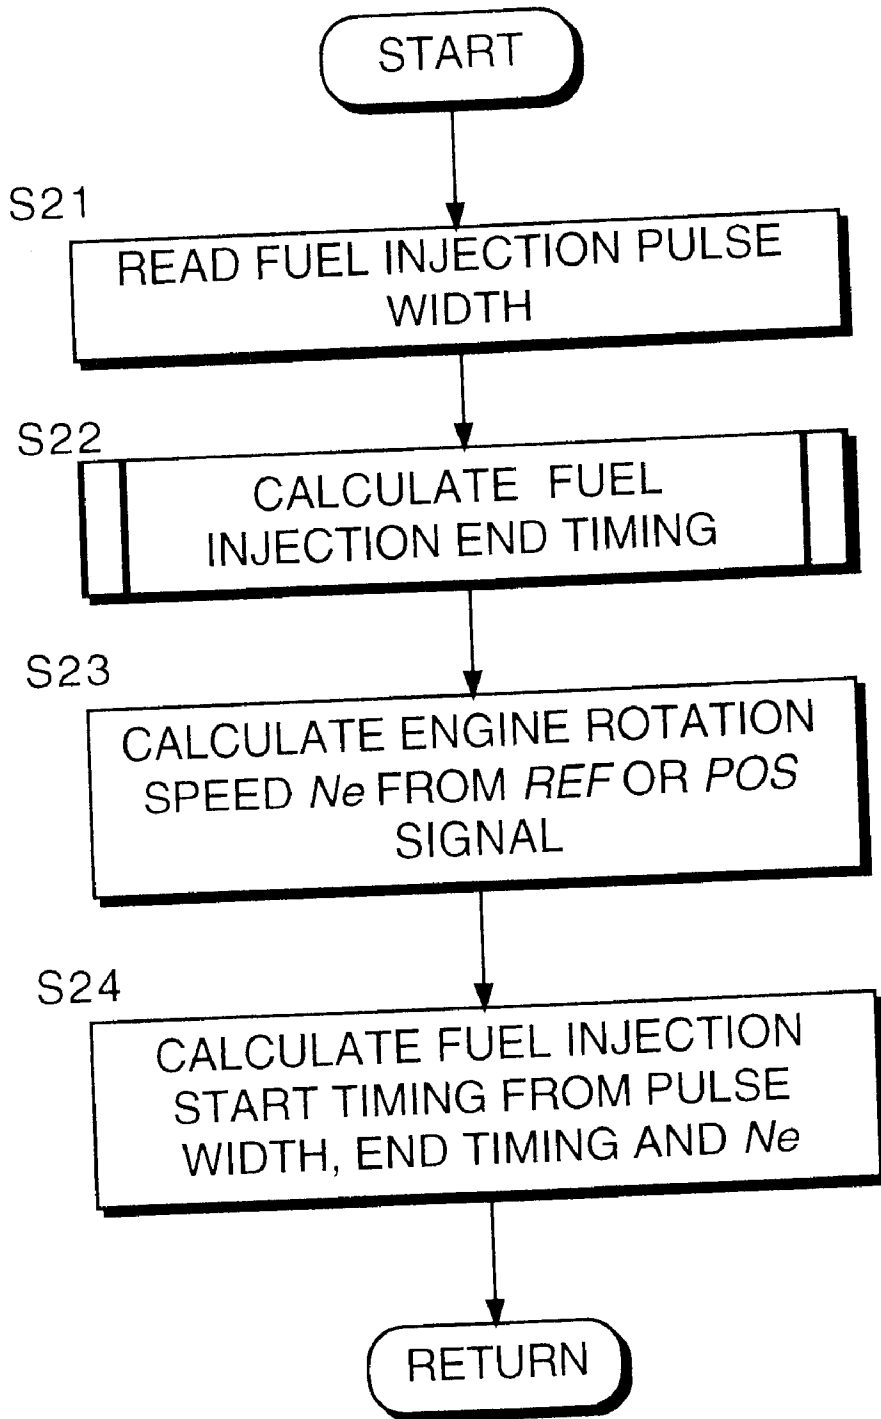 START
S21
READ FUEL INJECTION PULSE
WIDTH
S22
CALCULATE FUEL
INJECTION END TIMING
S23
CALCULATE ENGINE ROTATION
SPEED Ne FROM REF OR POS
SIGNAL
S24
CALCULATE FUEL INJECTION
START TIMING FROM PULSE
WIDTH, END TIMING AND Ne
RETURN